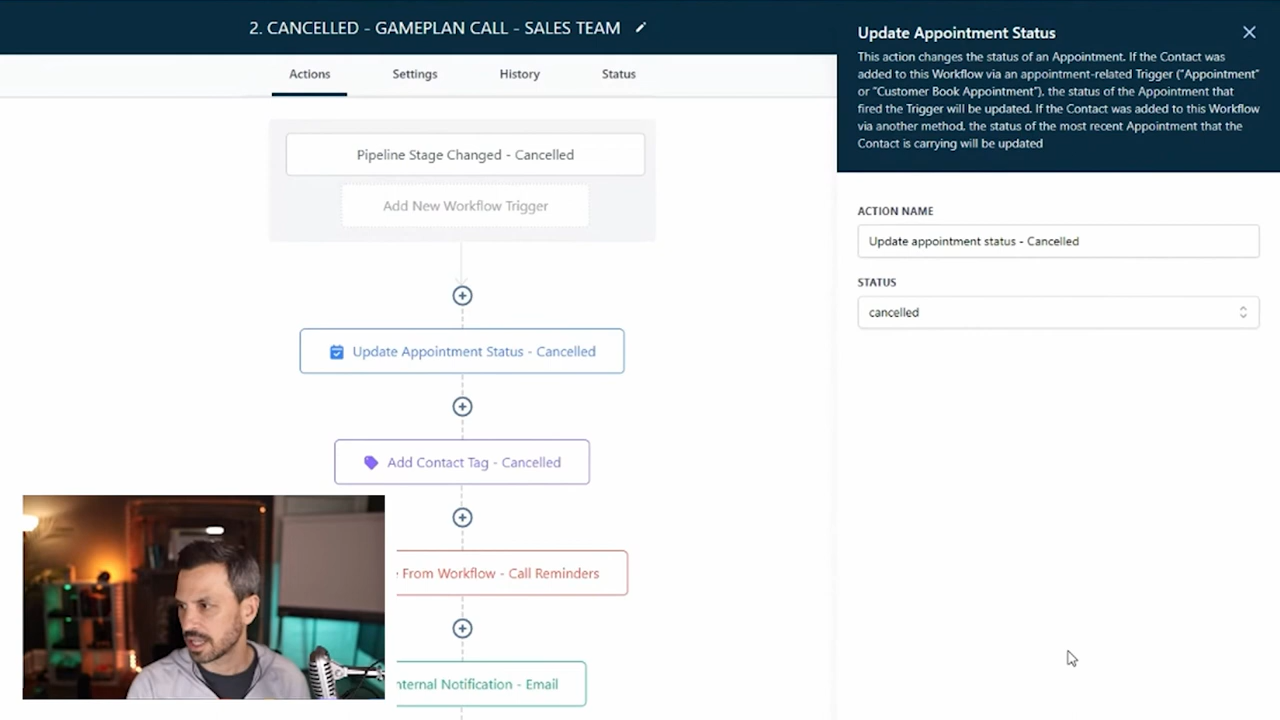 2. CANCELLED - GAMEPLAN CALL - SALES TEAM
Actions
Settings
History
Status
Pipeline Stage Changed - Cancelled
Add New Workflow Trigger
Update Appointment Status - Cancelled
Add Contact Tag - Cancelled
From Workflow - Call Reminders
nternal Notification - Email
Update Appointment Status
This action changes the status of an Appointment. If the Contact was
added to this Workflow via an appointment-related Trigger ("Appointment"
or "Customer Book Appointment"), the status of the Appointment that
fired the Trigger will be updated. If the Contact was added to this Workflow
via another method, the status of the most recent Appointment that the
Contact is carrying will be updated
ACTION NAME
Update appointment status - Cancelled
STATUS
cancelled